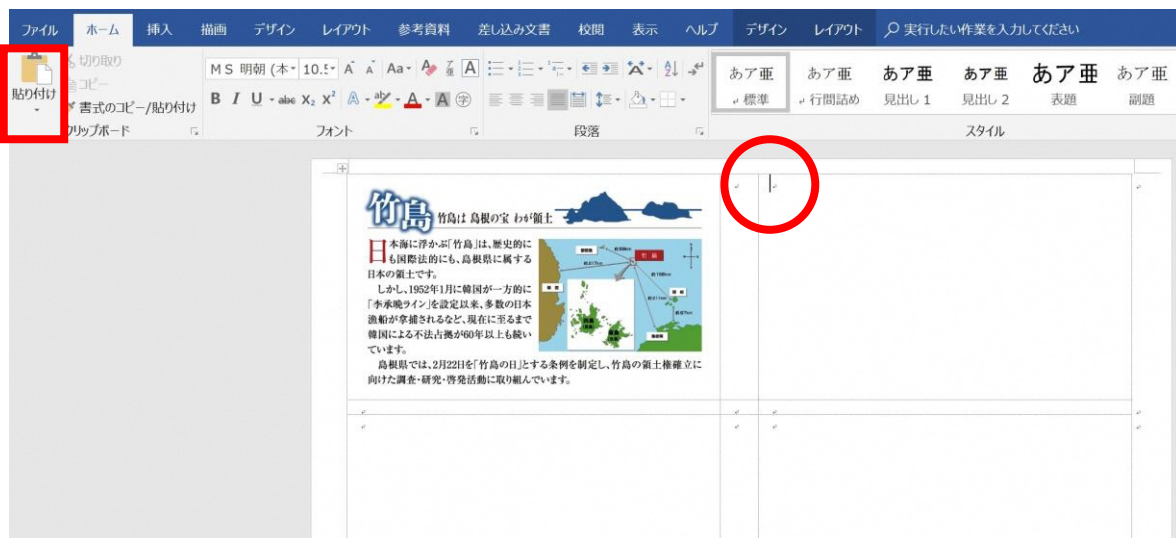 ファイル ホーム 挿入 描画 デザイン レイアウト 参考資料 差し込み文書 校閲 表示 ヘルプ デザイン レイアウト 実行したい作業を入力してください
貼り付け
切り取り
コピー
書式のコピー/貼り付け
クリップボード
MS 明朝 (本 10.5 A A Aa A
B I U abc X₂ X² A A A 字
フォント
段落
あア亜 あア亜 あア亜 あア亜 あア亜 あア亜
標準 行間詰め 見出し 1 見出し 2 表題 副題
スタイル
竹島 竹島は 島根の宝 わが領土
日本海に浮かぶ「竹島」は、歴史的に
も国際法的にも、島根県に属する
日本の領土です。
しかし、1952年1月に韓国が一方的に
「李承晩ライン」を設定以来、多数の日本
漁船が拿捕されるなど、現在に至るまで
韓国による不法占拠が60年以上も続い
ています。
島根県では、2月22日を「竹島の日」とする条例を制定し、竹島の領土権確立に
向けた調査・研究・啓発活動に取り組んでいます。
竹島